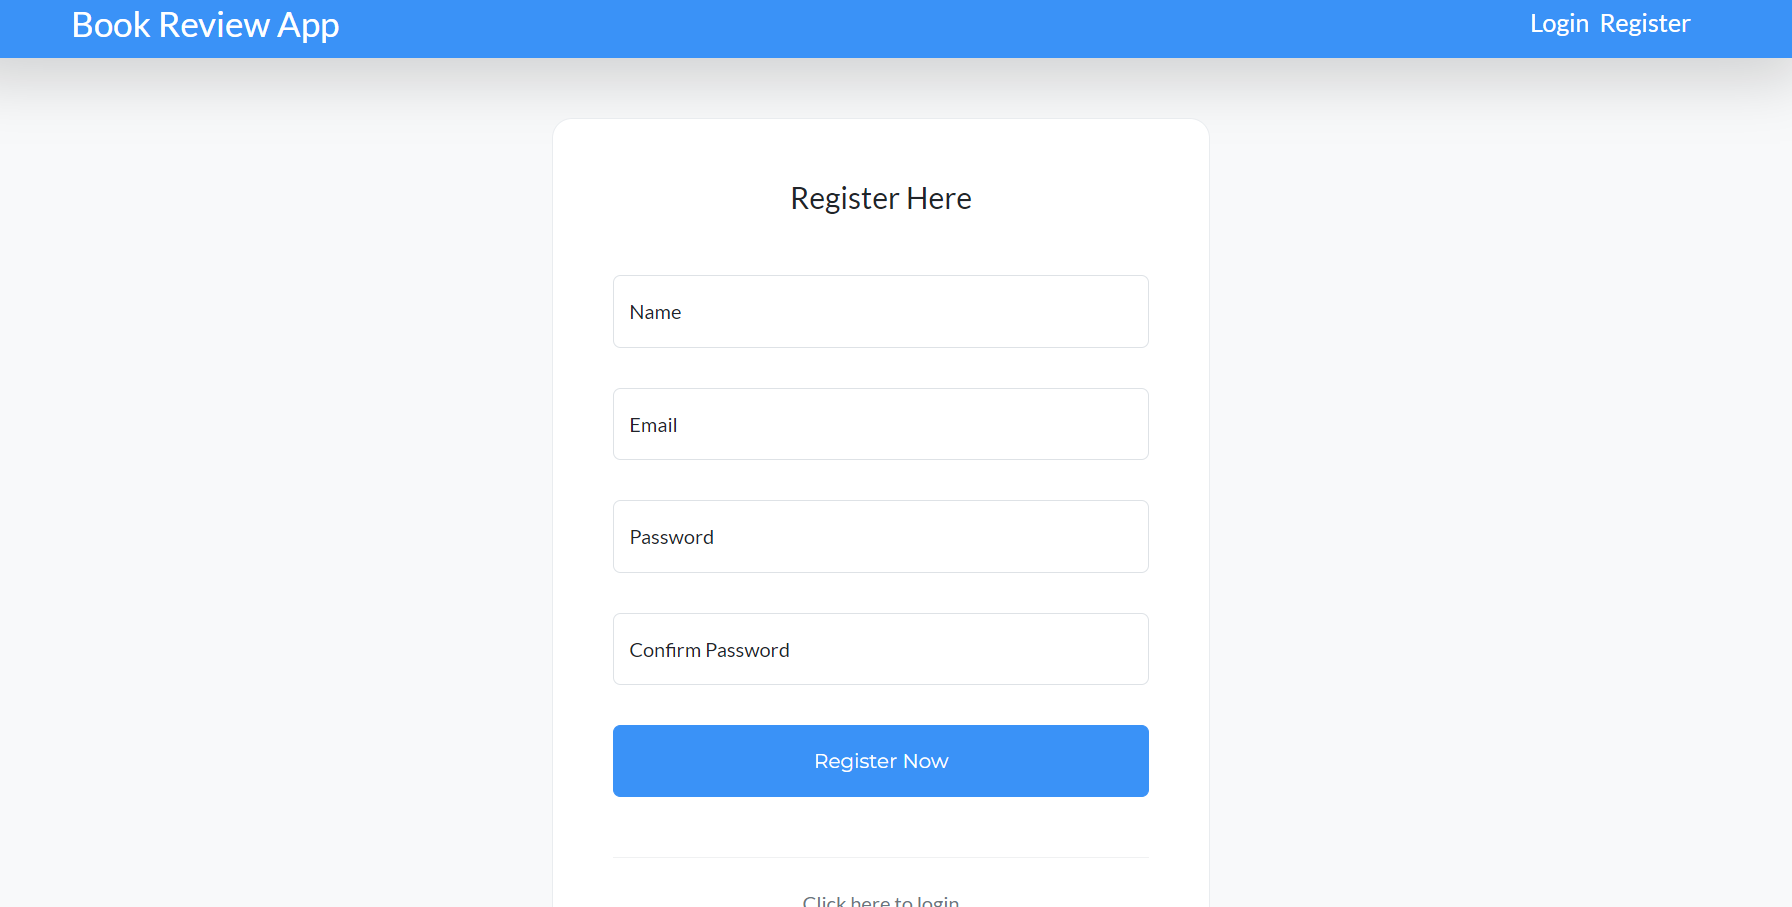 Book Review App
Login Register
Register Here
Name
Email
Password
Confirm Password
Register Now
Click here to login